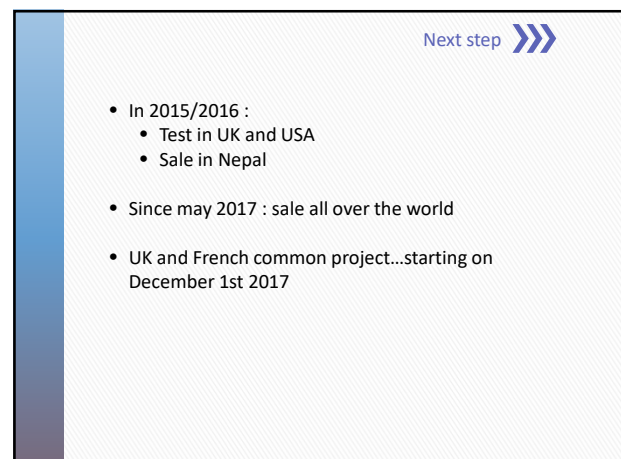 Next step
• In 2015/2016 :
• Test in UK and USA
• Sale in Nepal
• Since may 2017 : sale all over the world
• UK and French common project...starting on
December 1st 2017